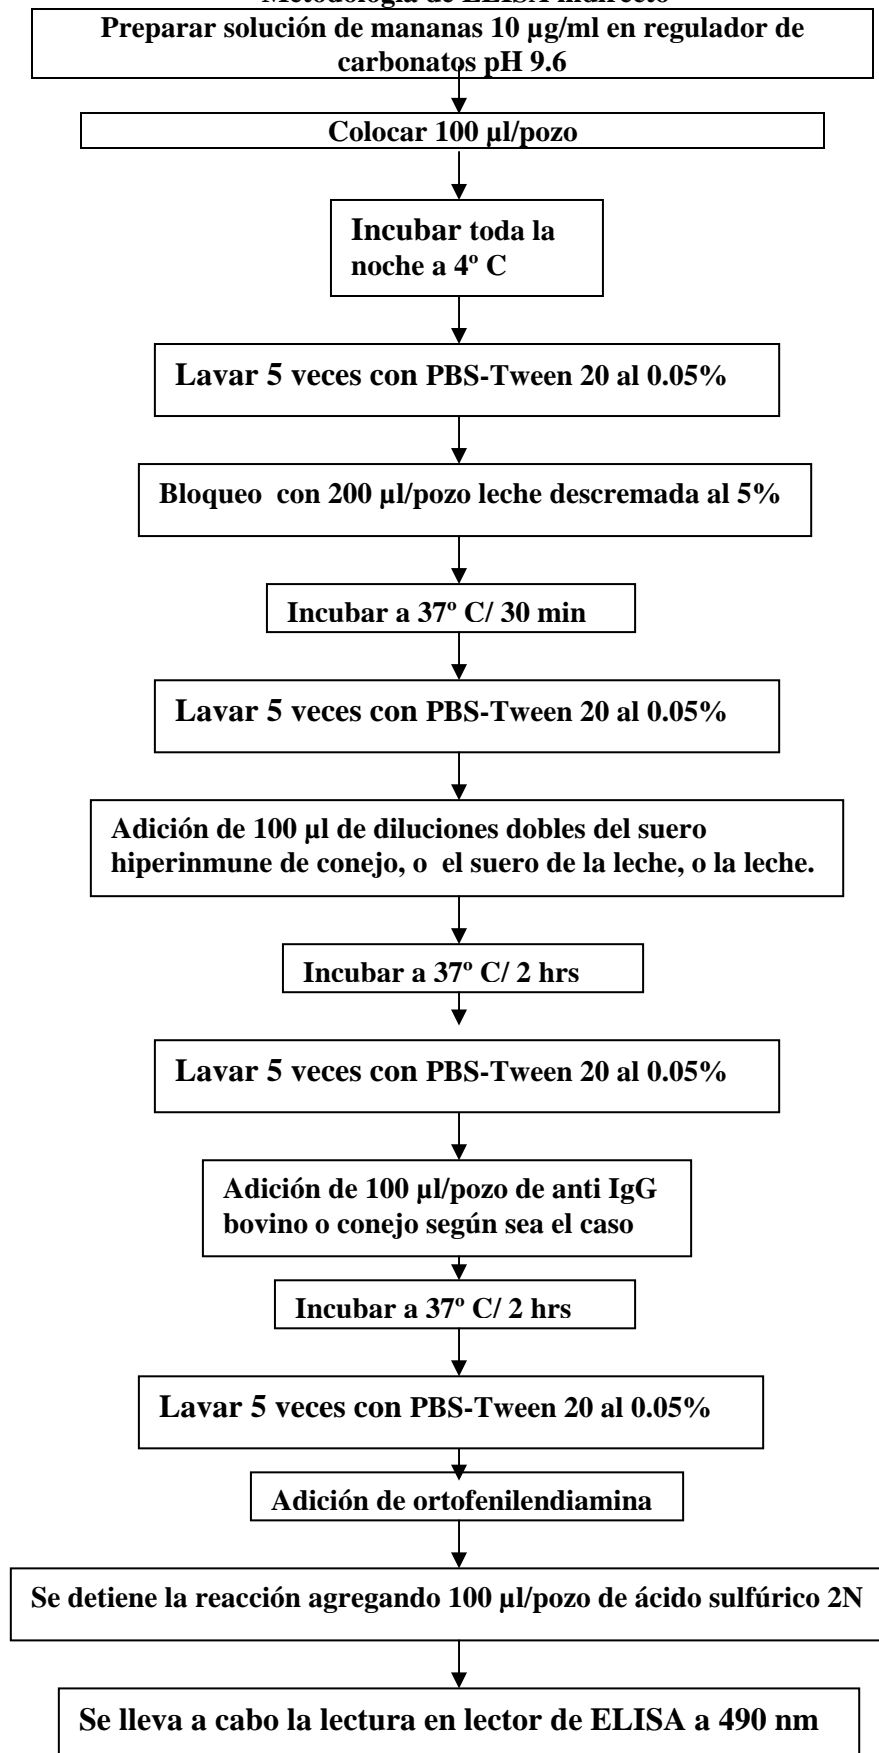 Metodología de ELISA indirecto
Preparar solución de mananas 10 µg/ml en regulador de
carbonatos pH 9.6
Colocar 100 µl/pozo
Incubar toda la
noche a 4º C
Lavar 5 veces con PBS-Tween 20 al 0.05%
Bloqueo con 200 µl/pozo leche descremada al 5%
Incubar a 37º C/ 30 min
Lavar 5 veces con PBS-Tween 20 al 0.05%
Adición de 100 µl de diluciones dobles del suero
hiperinmune de conejo, o el suero de la leche, o la leche.
Incubar a 37º C/ 2 hrs
Lavar 5 veces con PBS-Tween 20 al 0.05%
Adición de 100 µl/pozo de anti IgG
bovino o conejo según sea el caso
Incubar a 37º C/ 2 hrs
Lavar 5 veces con PBS-Tween 20 al 0.05%
Adición de ortofenilendiamina
Se detiene la reacción agregando 100 µl/pozo de ácido sulfúrico 2N
Se lleva a cabo la lectura en lector de ELISA a 490 nm